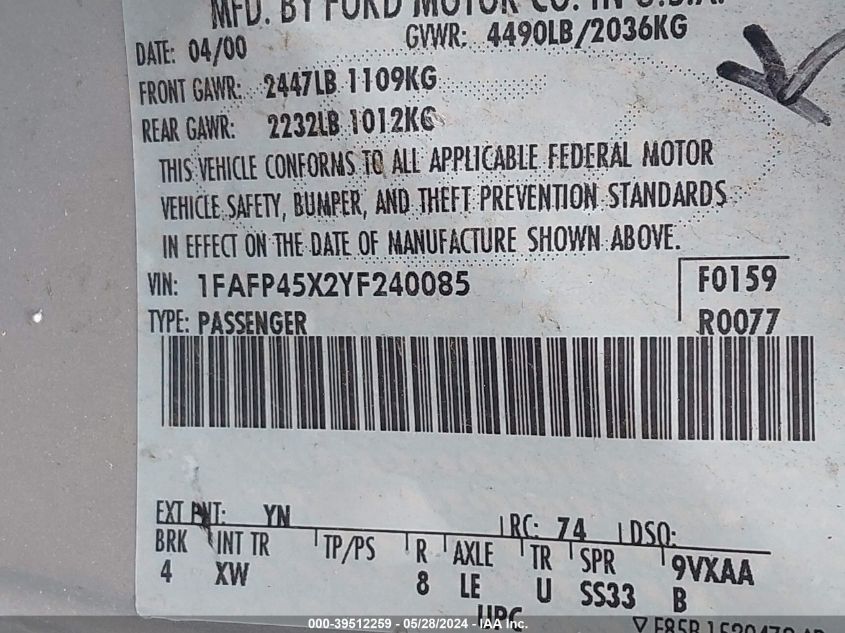 MFD. BY FORD MOTOR CO. IN U.S.A.
DATE: 04/00 GVWR: 4490LB/2036KG
FRONT GAWR: 2447LB 1109KG
REAR GAWR: 2232LB 1012KG
THIS VEHICLE CONFORMS TO ALL APPLICABLE FEDERAL MOTOR
VEHICLE SAFETY, BUMPER, AND THEFT PREVENTION STANDARDS
IN EFFECT ON THE DATE OF MANUFACTURE SHOWN ABOVE.
VIN: 1FAFP45X2YF240085 F0159
TYPE: PASSENGER R0077
EXT PNT: YN RC: 74 DSO:
BRK INT TR TP/PS R AXLE TR SPR 9VXAA
4 XW 8 LE U SS33 B
UPC
000-39512259 - 05/28/2024 - IAA Inc.